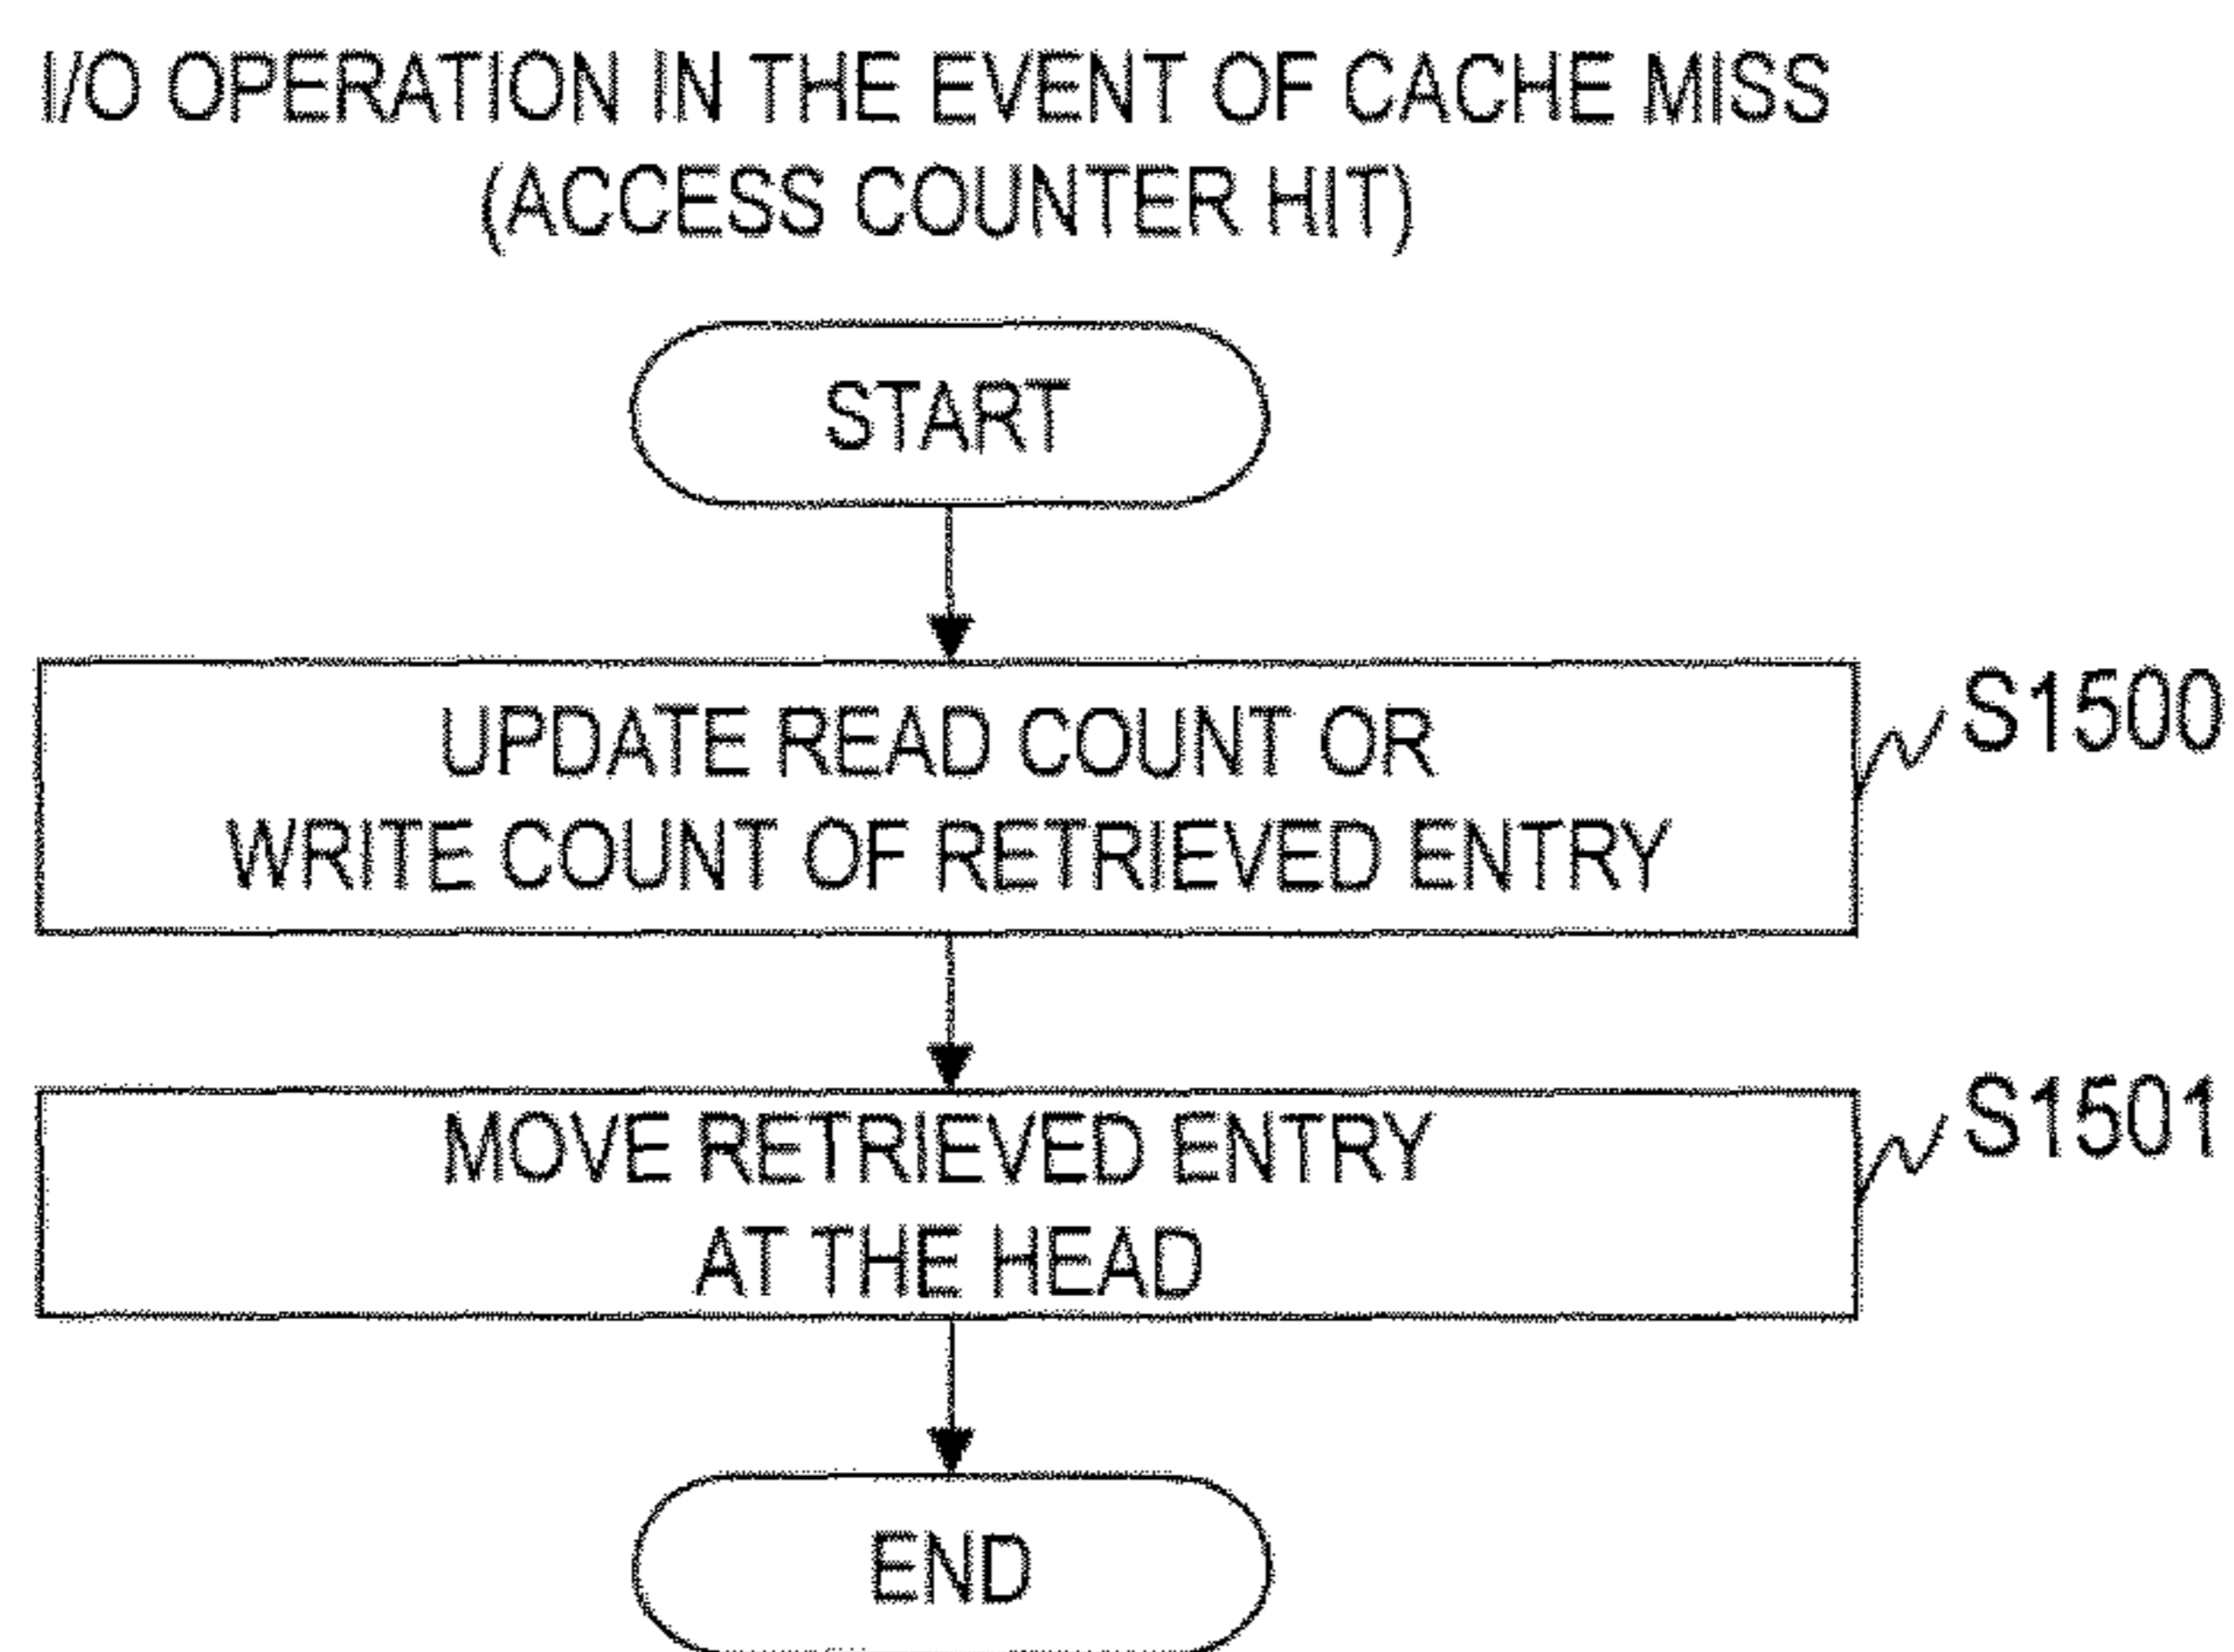 I/O OPERATION IN THE EVENT OF CACHE MISS
(ACCESS COUNTER HIT)
START
UPDATE READ COUNT OR
WRITE COUNT OF RETRIEVED ENTRY
S1500
MOVE RETRIEVED ENTRY
AT THE HEAD
S1501
END